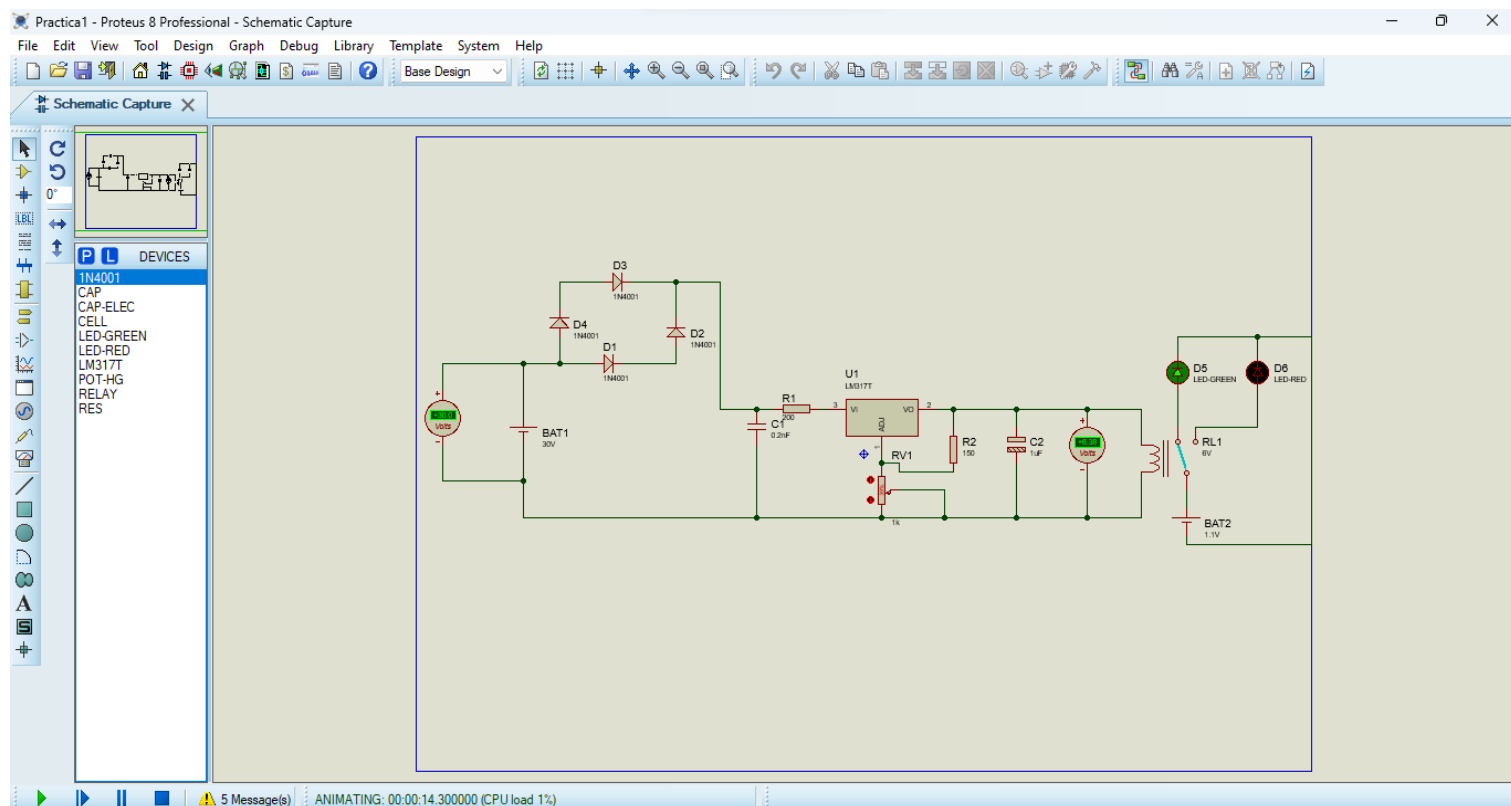 Practica1 - Proteus 8 Professional - Schematic Capture
File Edit View Tool Design Graph Debug Library Template System Help
Base Design
Schematic Capture
0°
LBL
P L DEVICES
1N4001
CAP
CAP-ELEC
CELL
LED-GREEN
LED-RED
LM317T
POT-HG
RELAY
RES
A
S
D3
1N4001
D4
1N4001
D2
1N4001
D1
1N4001
+
Volts
-
BAT1
30V
C1
0.2nF
R1
200
U1
LM317T
3 VI VO 2
ADJ
1
RV1
1k
R2
150
C2
1uF
+
+6.38
Volts
-
D5
LED-GREEN
D6
LED-RED
RL1
6V
BAT2
1.1V
5 Message(s) ANIMATING: 00:00:14.300000 (CPU load 1%)